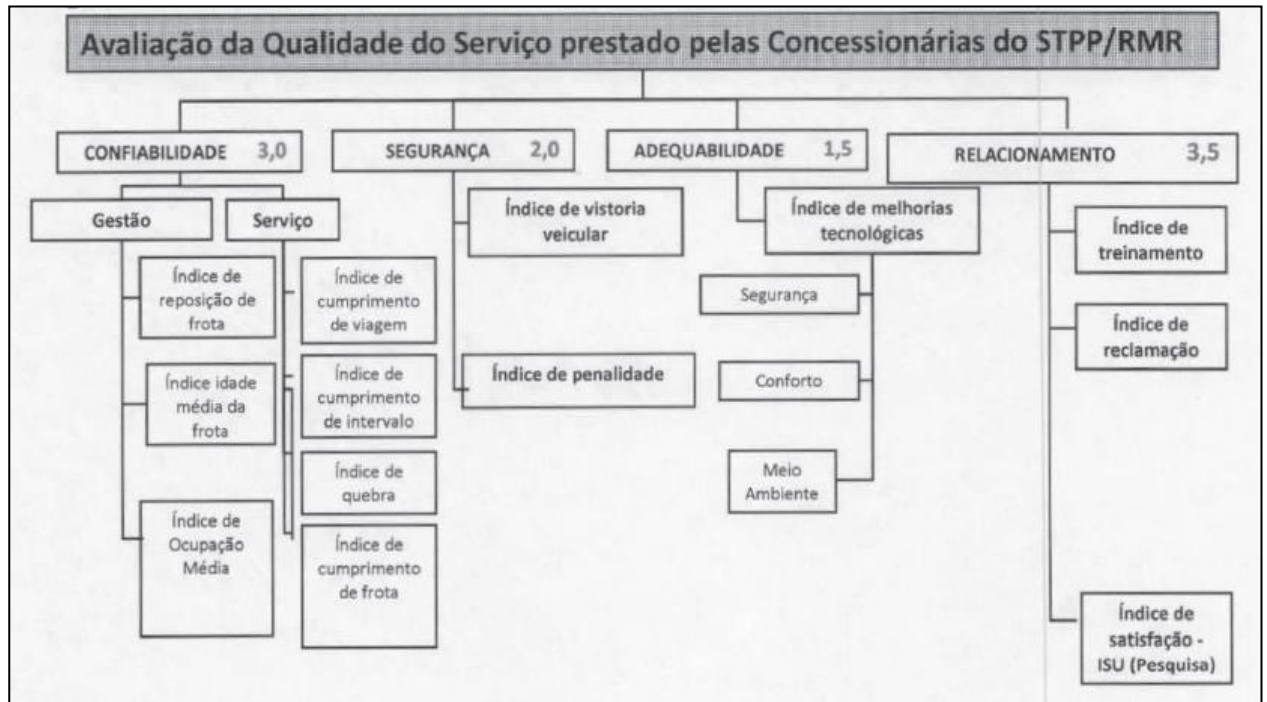 Avaliação da Qualidade do Serviço prestado pelas Concessionárias do STPP/RMR
CONFIABILIDADE 3,0
SEGURANÇA 2,0
ADEQUABILIDADE 1,5
RELACIONAMENTO 3,5
Gestão
Serviço
Índice de
reposição de
frota
Índice idade
média da
frota
Índice de
Ocupação
Média
Índice de
cumprimento
de viagem
Índice de
cumprimento
de intervalo
Índice de
quebra
Índice de
cumprimento
de frota
Índice de vistoria
veicular
Índice de penalidade
Índice de melhorias
tecnológicas
Segurança
Conforto
Meio
Ambiente
Índice de
treinamento
Índice de
reclamação
Índice de
satisfação -
ISU (Pesquisa)